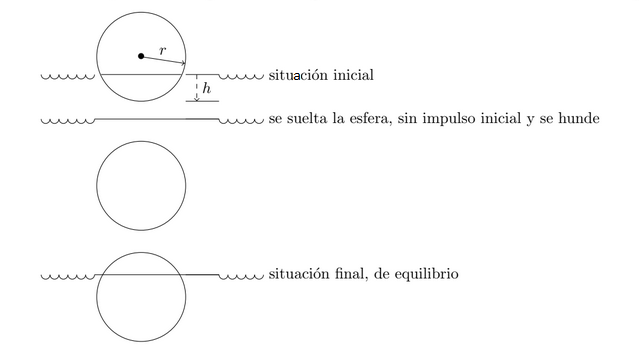 r
situación inicial
h
se suelta la esfera, sin impulso inicial y se hunde
situación final, de equilibrio